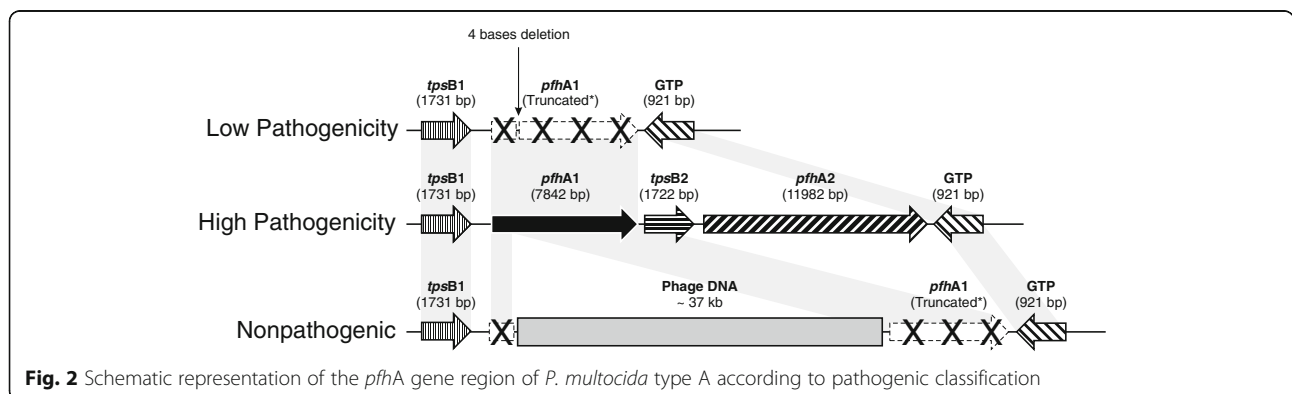 4 bases deletion
tpsB1 pfhA1 GTP
(1731 bp) (Truncated*) (921 bp)
Low Pathogenicity
X X X X
tpsB1 pfhA1 tpsB2 pfhA2 GTP
(1731 bp) (7842 bp) (1722 bp) (11982 bp) (921 bp)
High Pathogenicity
tpsB1 Phage DNA pfhA1 GTP
(1731 bp) ~ 37 kb (Truncated*) (921 bp)
Nonpathogenic
X X X X
Fig. 2 Schematic representation of the pfhA gene region of P. multocida type A according to pathogenic classification